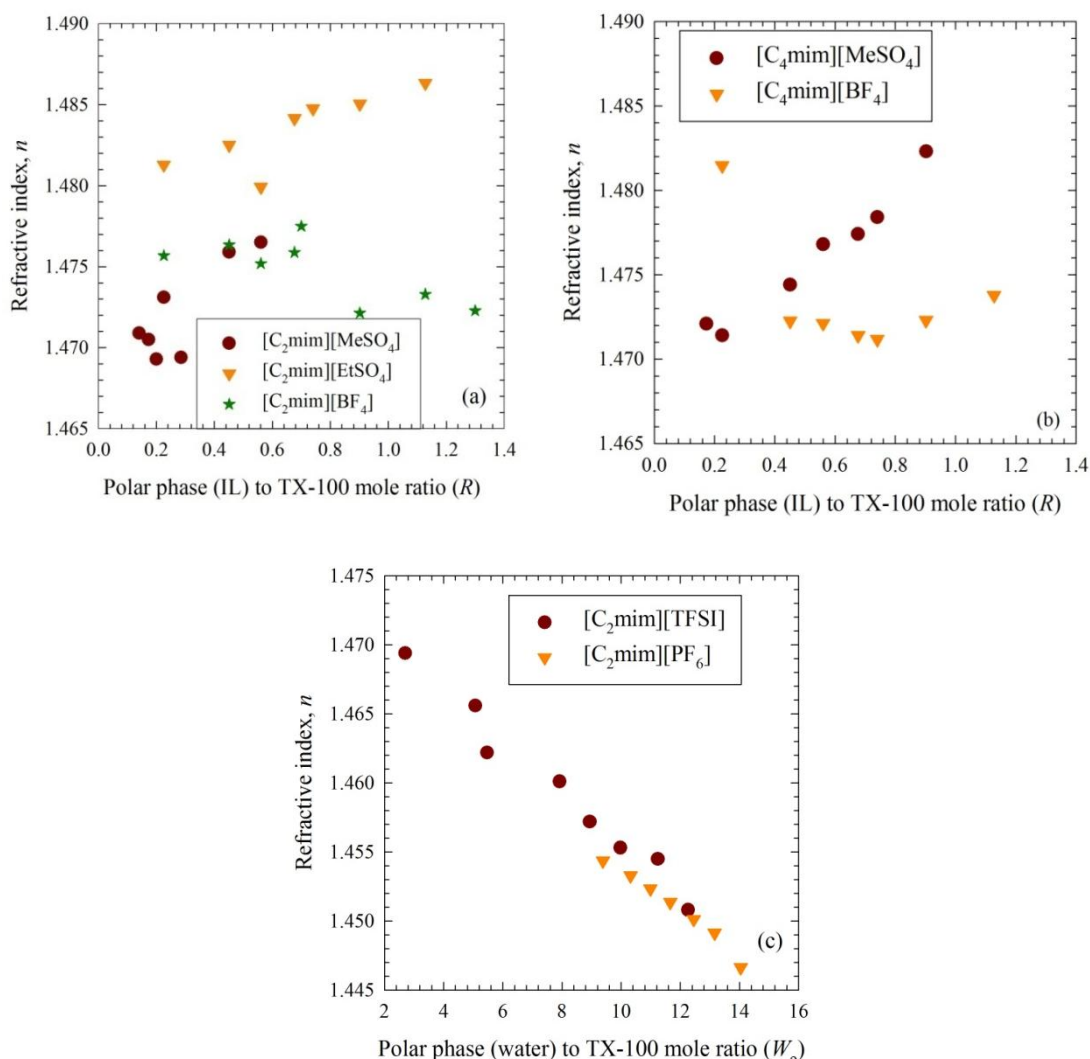 1.490
1.485
1.480
1.475
1.470
1.465
Refractive index, n
[C₂mim][MeSO₄]
[C₂mim][EtSO₄]
[C₂mim][BF₄]
(a)
0.0 0.2 0.4 0.6 0.8 1.0 1.2 1.4
Polar phase (IL) to TX-100 mole ratio (R)
1.490
1.485
1.480
1.475
1.470
1.465
Refractive index, n
[C₄mim][MeSO₄]
[C₄mim][BF₄]
(b)
0.0 0.2 0.4 0.6 0.8 1.0 1.2 1.4
Polar phase (IL) to TX-100 mole ratio (R)
1.475
1.470
1.465
1.460
1.455
1.450
1.445
Refractive index, n
[C₂mim][TFSI]
[C₂mim][PF₆]
(c)
2 4 6 8 10 12 14 16
Polar phase (water) to TX-100 mole ratio (Wₒ)